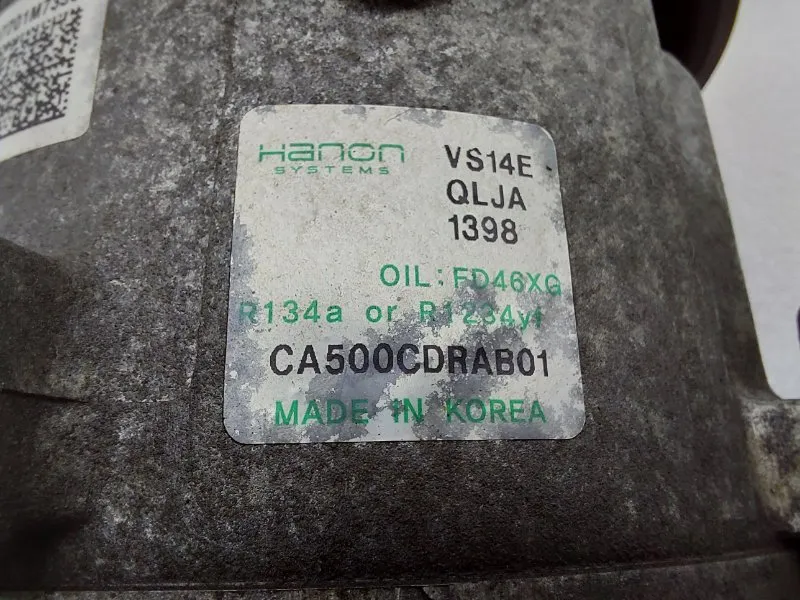 Hanon
SYSTEMS
VS14E
QLJA
1398
OIL: FD46XG
R134a or R1234yf
CA500CDRAB01
MADE IN KOREA